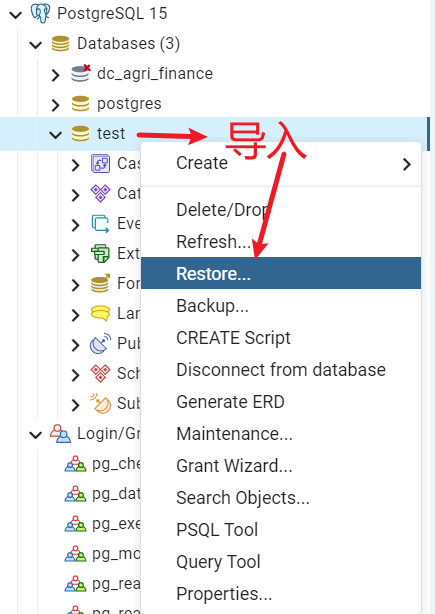 PostgreSQL 15
Databases (3)
dc_agri_finance
postgres
test
导入
Cas
Create
Cat
Eve
Delete/Drop
Ext
Refresh...
For
Restore...
Lan
Backup...
Pub
CREATE Script
Sch
Disconnect from database
Sub
Generate ERD
Login/Gr
Maintenance...
pg_che
Grant Wizard...
pg_dat
Search Objects...
pg_exe
PSQL Tool
pg_mo
Query Tool
pg_rea
Properties...
pg_rea